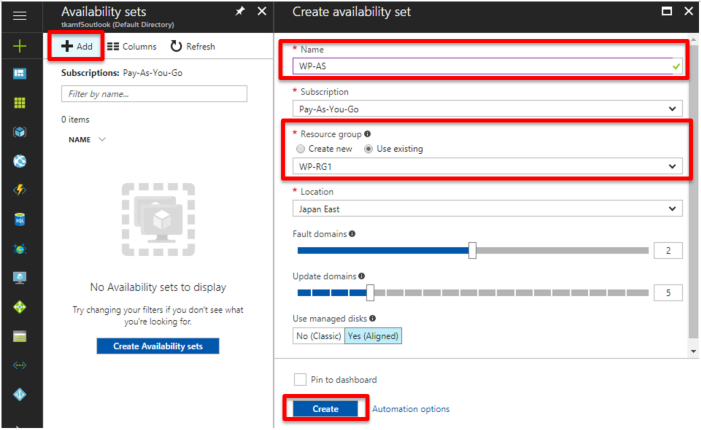 Availability sets
tkamf5outlook (Default Directory)
Add
Columns
Refresh
Subscriptions: Pay-As-You-Go
Filter by name...
0 items
NAME
No Availability sets to display
Try changing your filters if you don't see what
you're looking for.
Create Availability sets
Create availability set
* Name
WP-AS
* Subscription
Pay-As-You-Go
* Resource group
Create new
Use existing
WP-RG1
* Location
Japan East
Fault domains
2
Update domains
5
Use managed disks
No (Classic)
Yes (Aligned)
Pin to dashboard
Create
Automation options